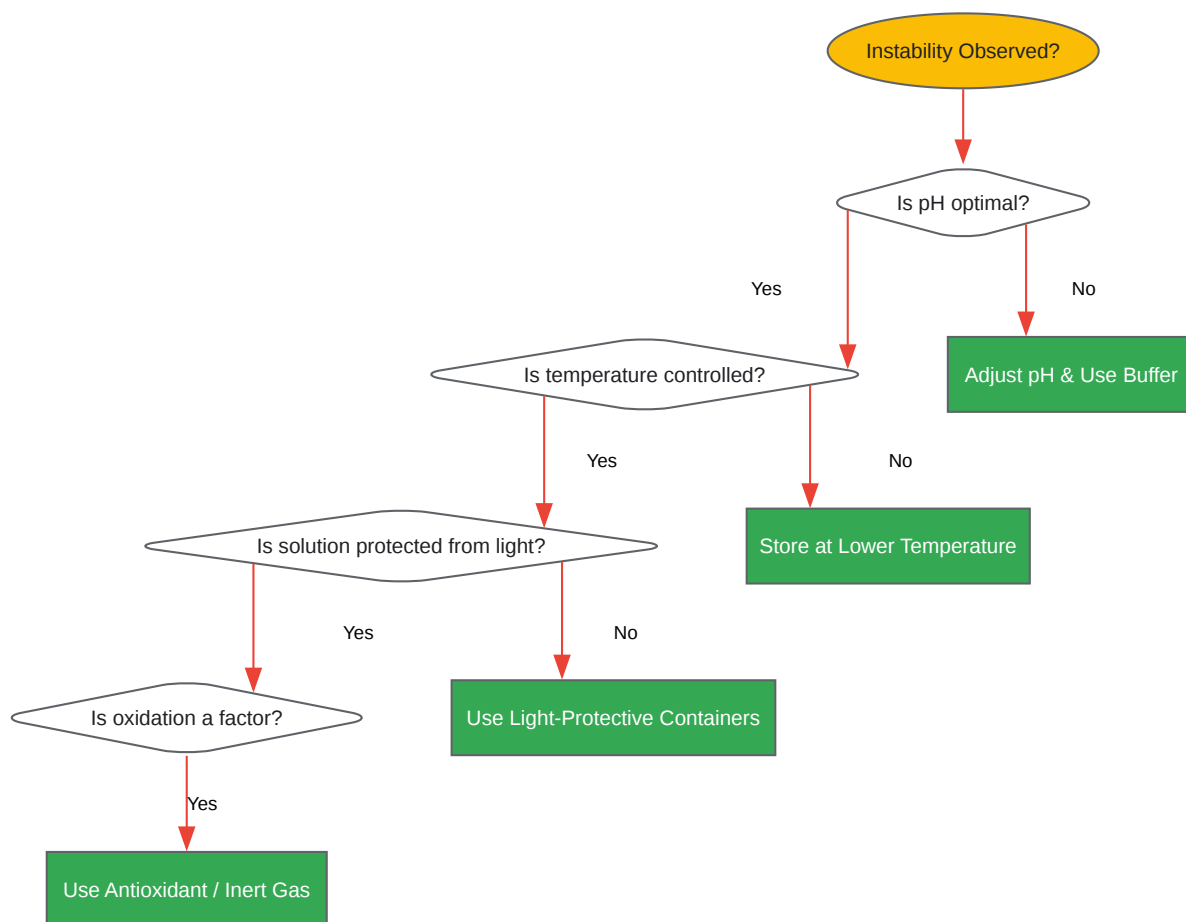 Instability Observed?
Is pH optimal?
Yes
No
Adjust pH & Use Buffer
Is temperature controlled?
Yes
No
Store at Lower Temperature
Is solution protected from light?
Yes
No
Use Light-Protective Containers
Is oxidation a factor?
Yes
Use Antioxidant / Inert Gas